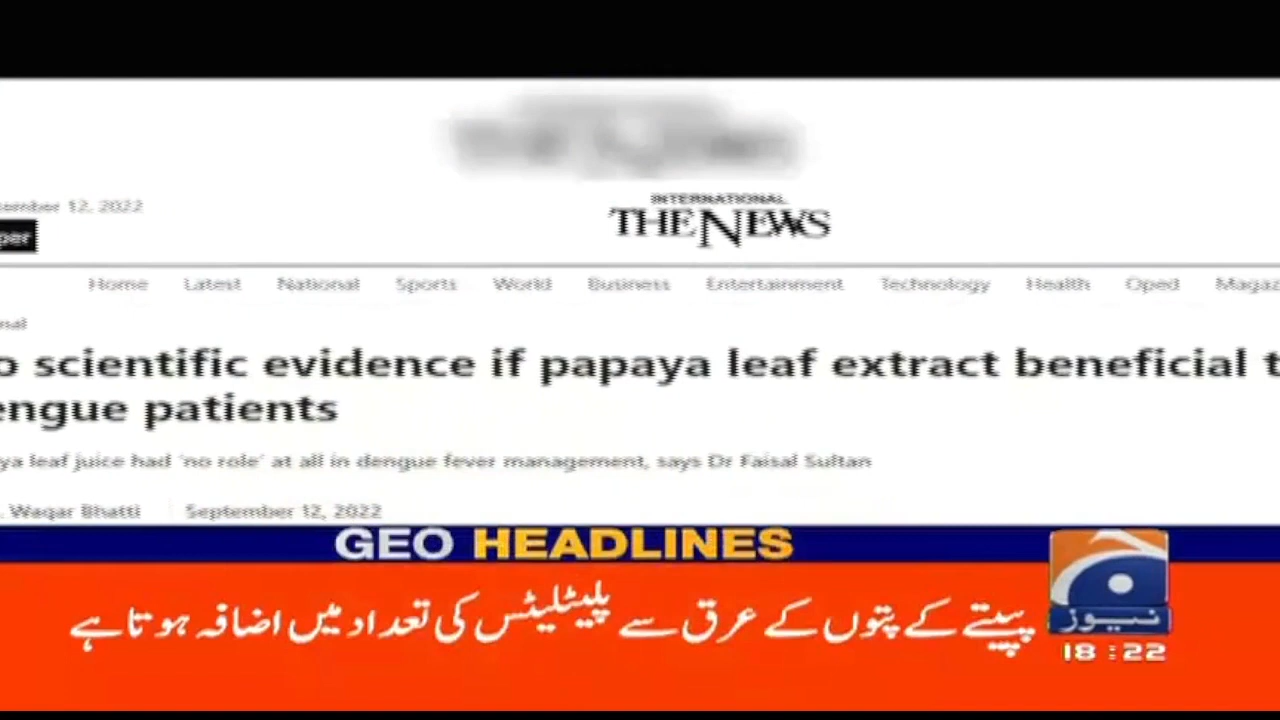 ember 12, 2022
per
INTERNATIONAL
THE NEWS
Home Latest National Sports World Business Entertainment Technology Health Oped Magaz
nal
o scientific evidence if papaya leaf extract beneficial t
engue patients
ya leaf juice had 'no role' at all in dengue fever management, says Dr Faisal Sultan
. Waqar Bhatti September 12, 2022
GEO HEADLINES
پپیتے کے پتوں کے عرق سے پلیٹلیٹس کی تعداد میں اضافہ ہوتا ہے
نیوز
18:22